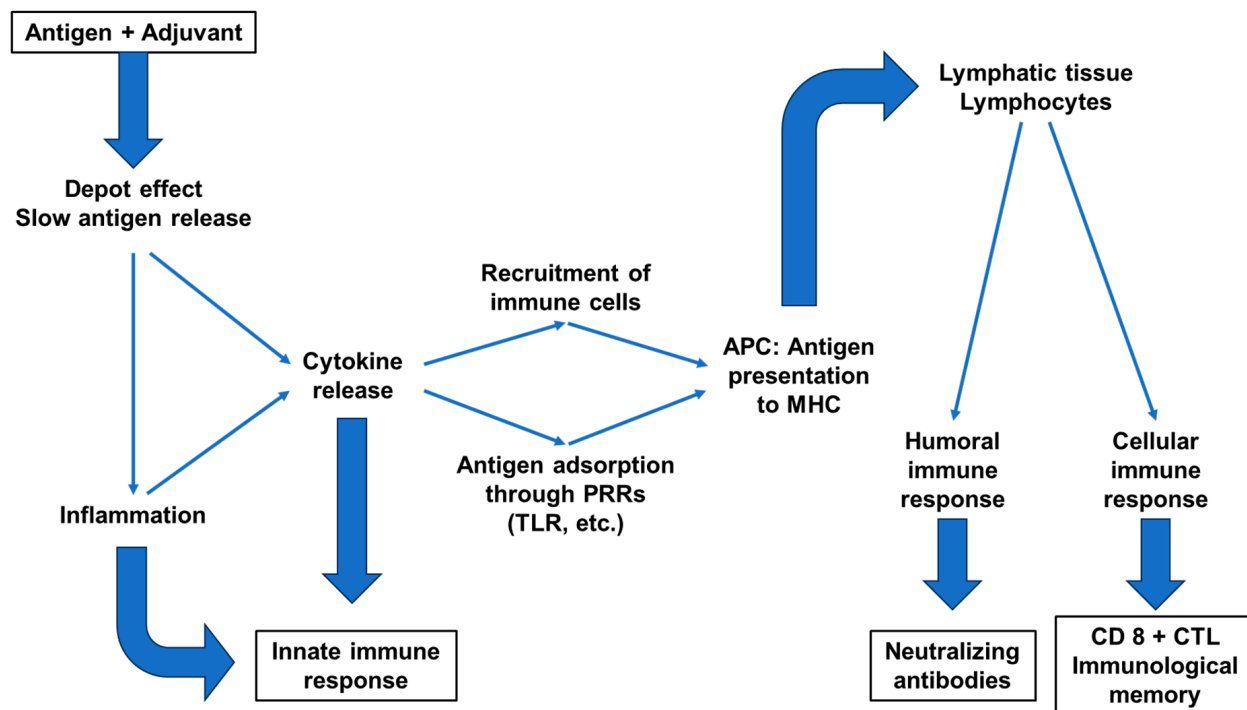 Antigen + Adjuvant
Depot effect
Slow antigen release
Inflammation
Cytokine
release
Innate immune
response
Recruitment of
immune cells
Antigen adsorption
through PRRs
(TLR, etc.)
APC: Antigen
presentation
to MHC
Lymphatic tissue
Lymphocytes
Humoral
immune
response
Neutralizing
antibodies
Cellular
immune
response
CD 8 + CTL
Immunological
memory